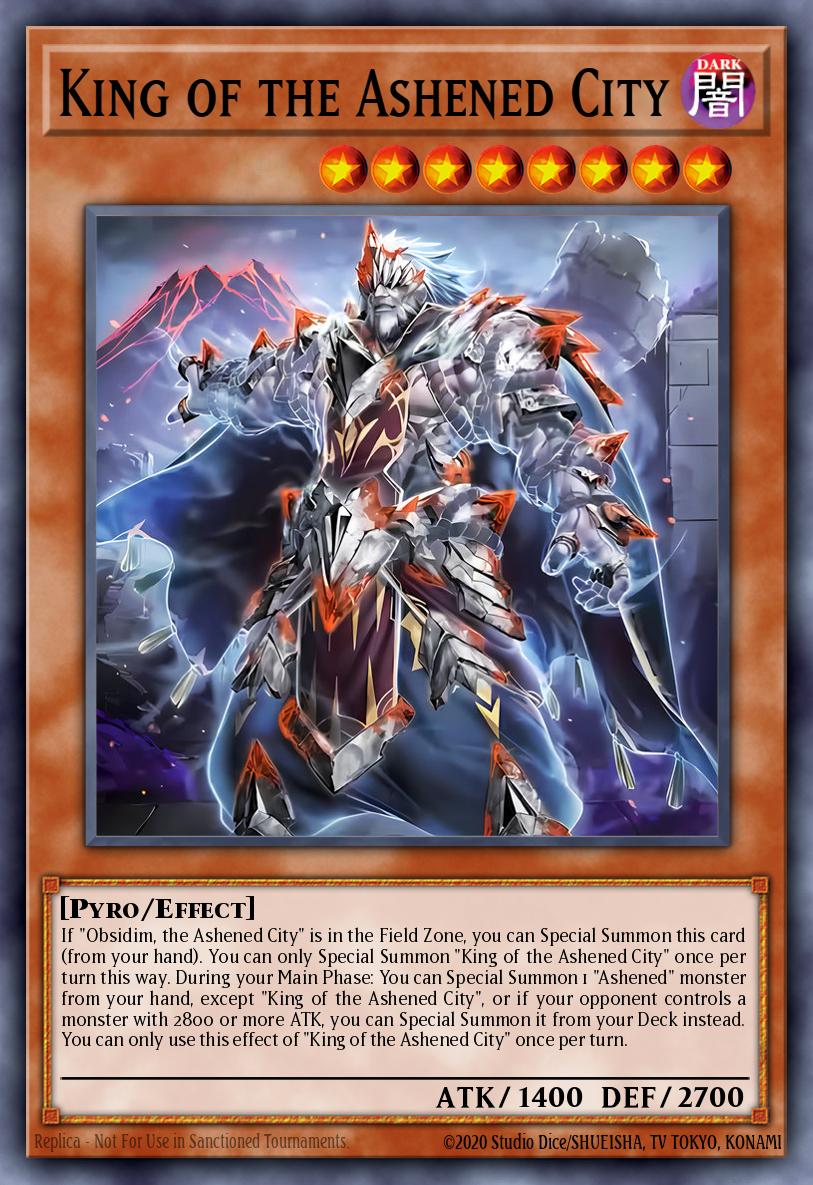 King of the Ashened City
DARK
闇
[Pyro/Effect]
If "Obsidim, the Ashened City" is in the Field Zone, you can Special Summon this card
(from your hand). You can only Special Summon "King of the Ashened City" once per
turn this way. During your Main Phase: You can Special Summon 1 "Ashened" monster
from your hand, except "King of the Ashened City", or if your opponent controls a
monster with 2800 or more ATK, you can Special Summon it from your Deck instead.
You can only use this effect of "King of the Ashened City" once per turn.
ATK/1400 DEF/2700
Replica - Not For Use in Sanctioned Tournaments.
©2020 Studio Dice/SHUEISHA, TV TOKYO, KONAMI